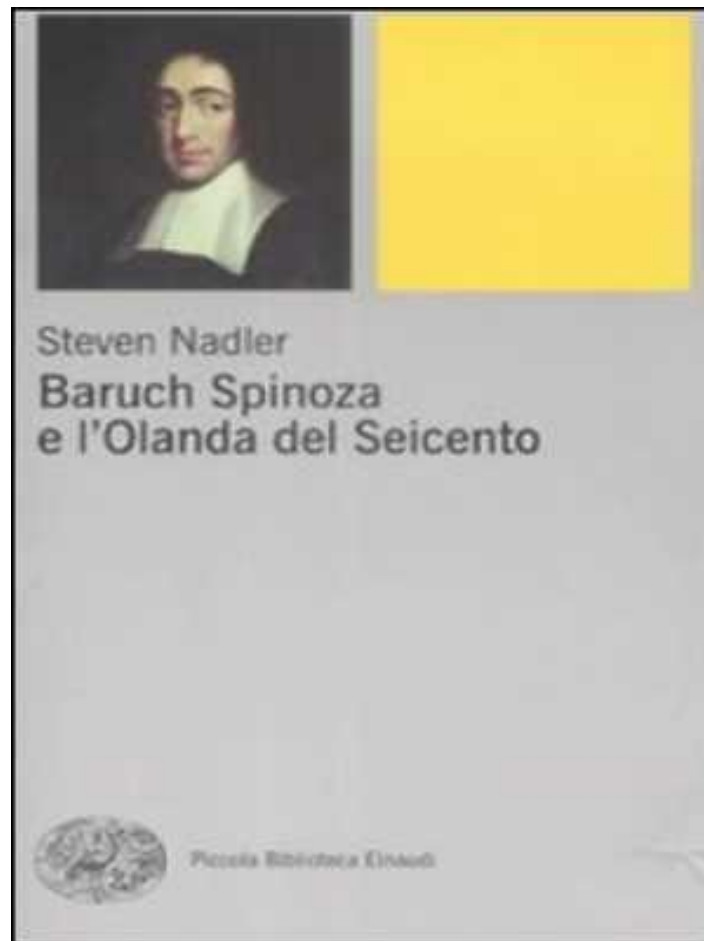 Steven Nadler
Baruch Spinoza
e l'Olanda del Seicento
Piccola Biblioteca Einaudi